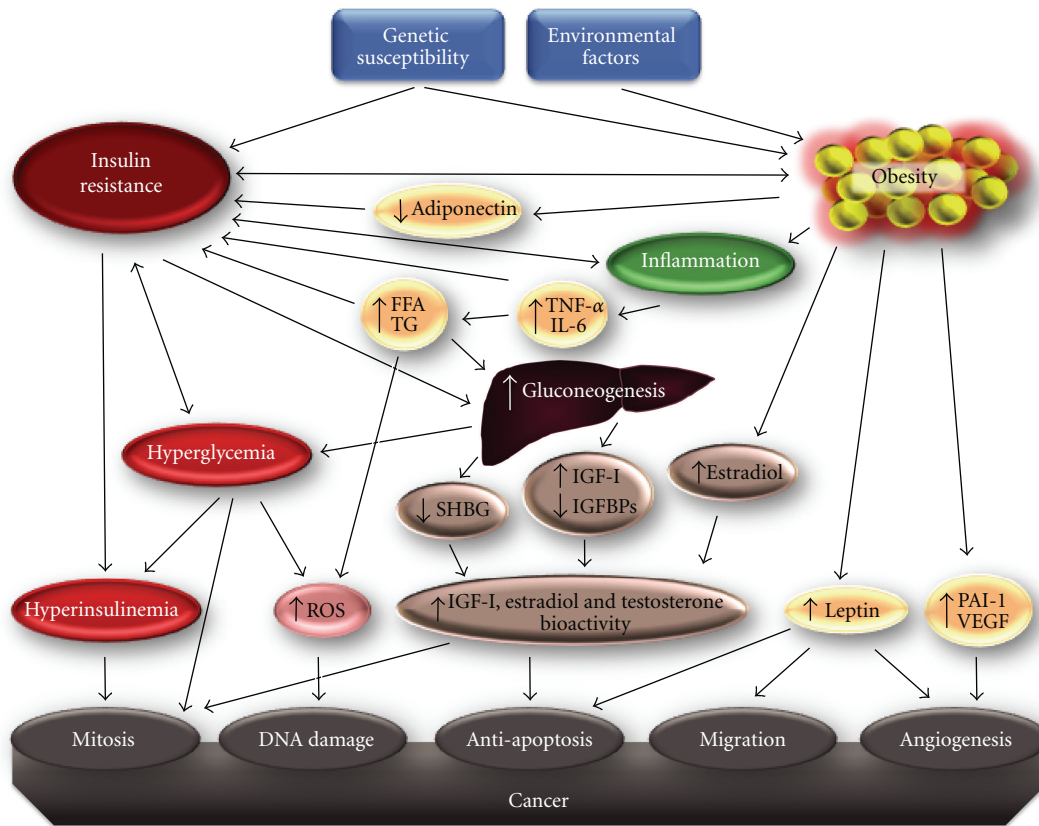 Genetic
susceptibility
Environmental
factors
Insulin
resistance
Obesity
↓ Adiponectin
Inflammation
↑ FFA
TG
↑ TNF-α
IL-6
↑ Gluconeogenesis
Hyperglycemia
↑ IGF-I
↓ IGFBPs
↑ Estradiol
↓ SHBG
Hyperinsulinemia
↑ ROS
↑ IGF-I, estradiol and testosterone
bioactivity
↑ Leptin
↑ PAI-1
VEGF
Mitosis
DNA damage
Anti-apoptosis
Migration
Angiogenesis
Cancer